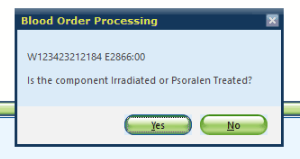 Blood Order Processing
W123423212184 E2866:00
Is the component Irradiated or Psoralen Treated?
Yes
No